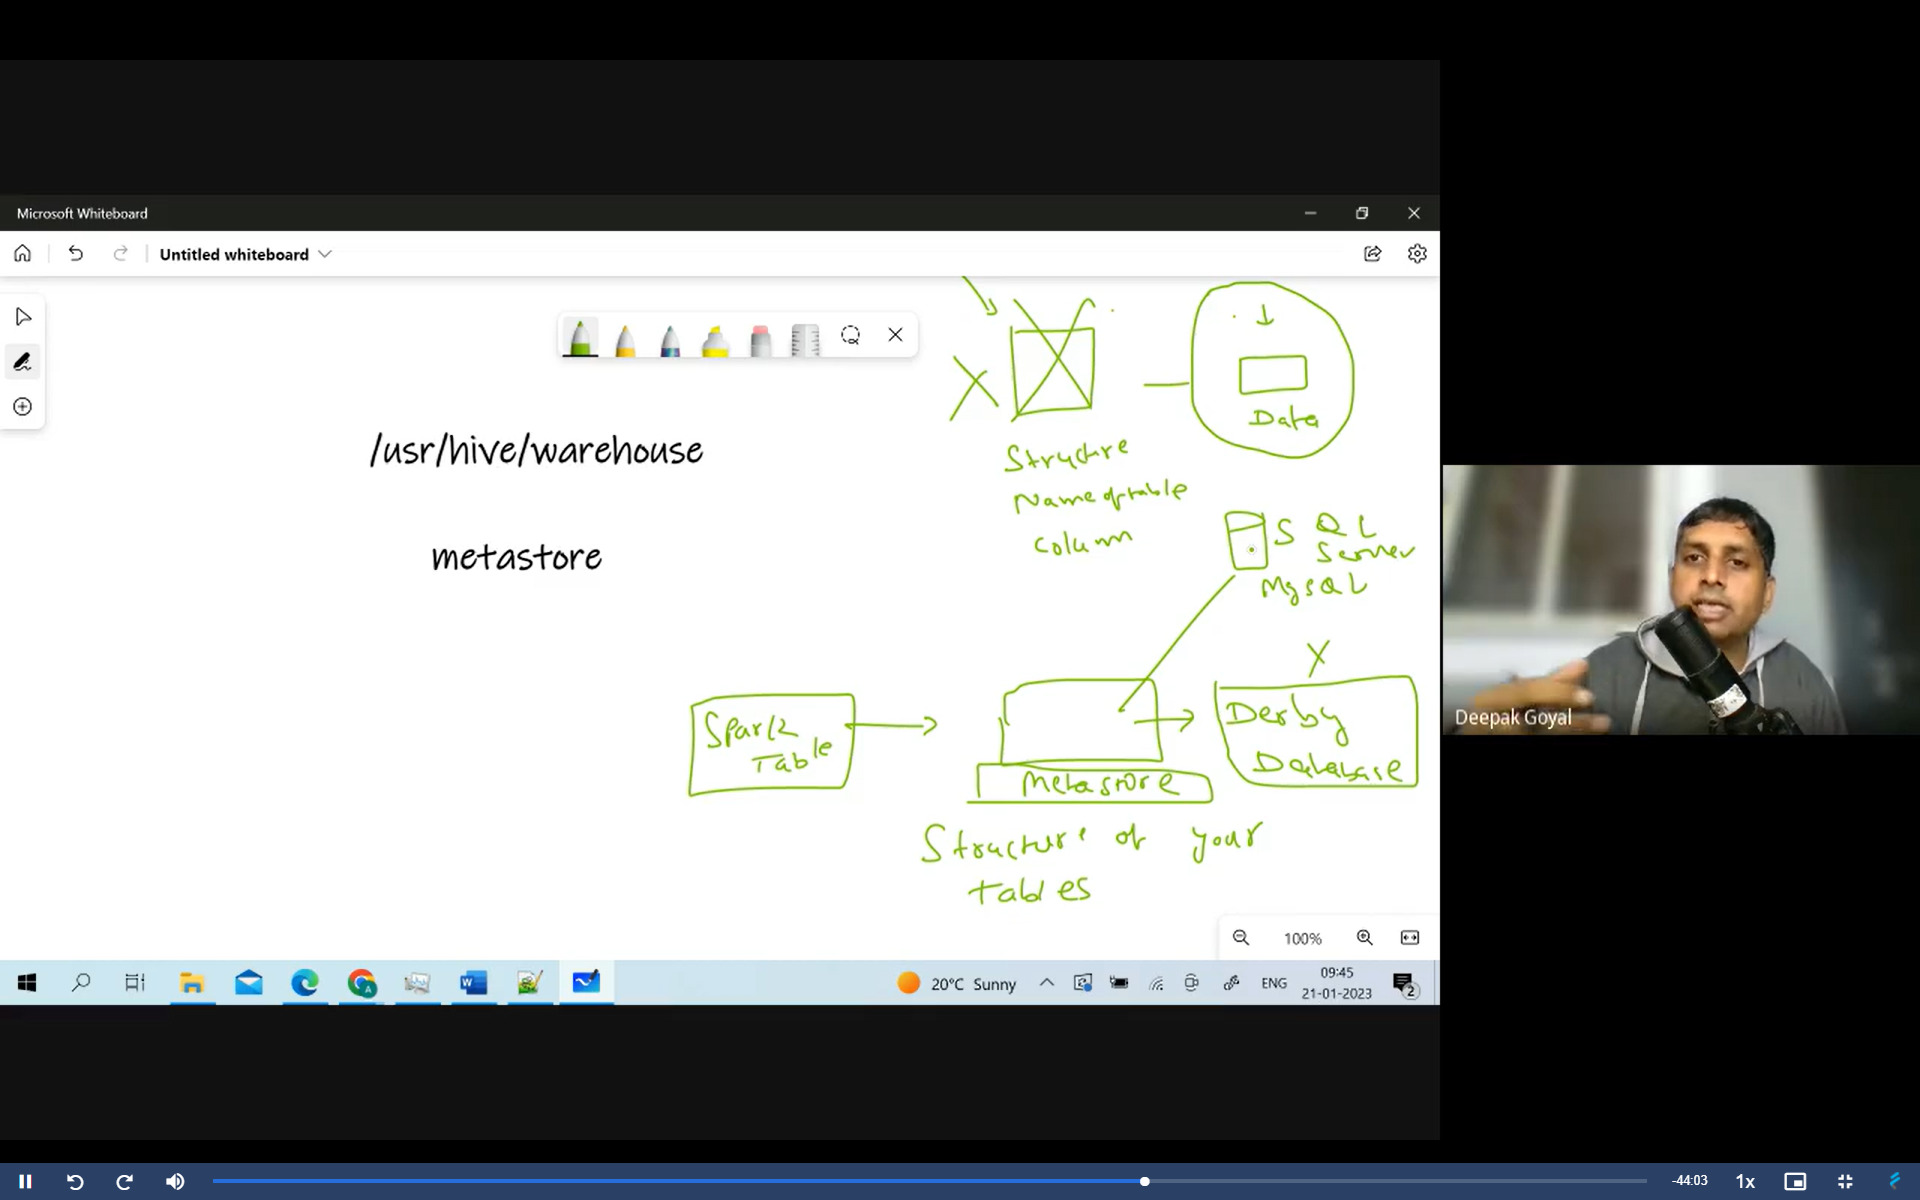 Microsoft Whiteboard
Untitled whiteboard
/usr/hive/warehouse
metastore
Data
Structure
Name of table
Column
SQL
Server
MySQL
X
Spark
Table
Metastore
Derby
Database
Structure of your
Tables
100%
Deepak Goyal
20°C Sunny
ENG
09:45
21-01-2023
2
-44:03
1x